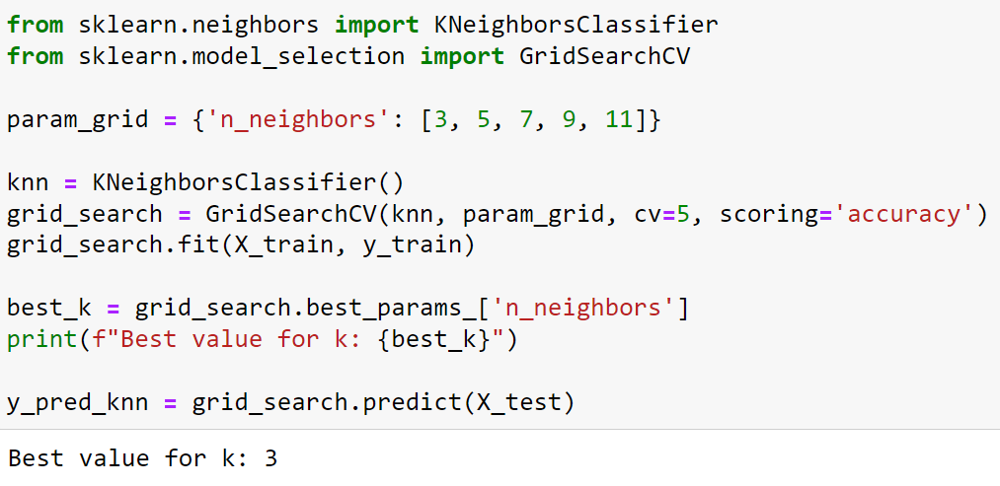 from sklearn.neighbors import KNeighborsClassifier
from sklearn.model_selection import GridSearchCV
param_grid = {'n_neighbors': [3, 5, 7, 9, 11]}
knn = KNeighborsClassifier()
grid_search = GridSearchCV(knn, param_grid, cv=5, scoring='accuracy')
grid_search.fit(X_train, y_train)
best_k = grid_search.best_params_['n_neighbors']
print(f"Best value for k: {best_k}")
y_pred_knn = grid_search.predict(X_test)
Best value for k: 3